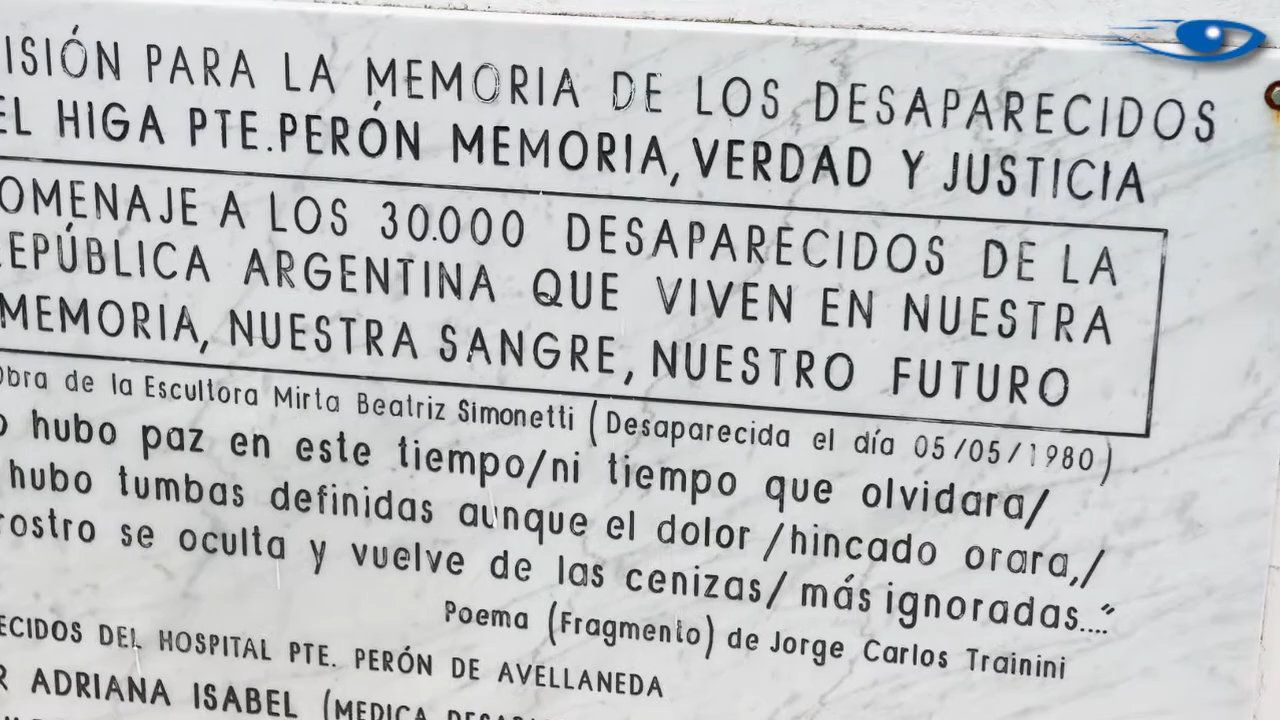 ISIÓN PARA LA MEMORIA DE LOS DESAPARECIDOS
EL HIGA PTE.PERÓN MEMORIA, VERDAD Y JUSTICIA
OMENAJE A LOS 30.000 DESAPARECIDOS DE LA
REPÚBLICA ARGENTINA QUE VIVEN EN NUESTRA
MEMORIA, NUESTRA SANGRE, NUESTRO FUTURO
Obra de la Escultora Mirta Beatriz Simonetti (Desaparecida el día 05/05/1980)
o hubo paz en este tiempo/ni tiempo que olvidara/
hubo tumbas definidas aunque el dolor /hincado orara,/
rostro se oculta y vuelve de las cenizas/ más ignoradas...."
Poema (Fragmento) de Jorge Carlos Trainini
ECIDOS DEL HOSPITAL PTE. PERÓN DE AVELLANEDA
R ADRIANA ISABEL (MEDICA